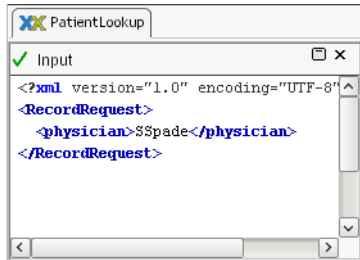 PatientLookup
Input
<?xml version="1.0" encoding="UTF-8"
<RecordRequest>
<physician>SSpade</physician>
</RecordRequest>